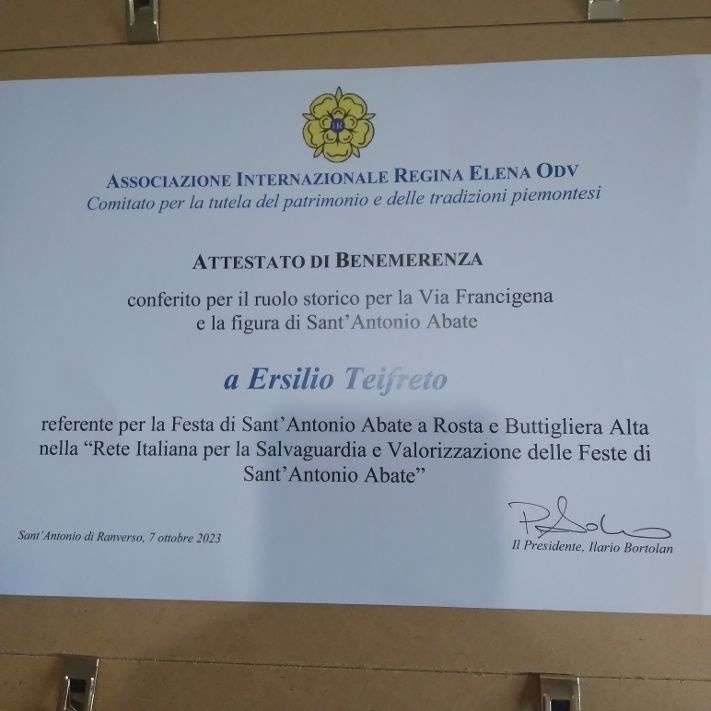 ASSOCIAZIONE INTERNAZIONALE REGINA ELENA ODV
Comitato per la tutela del patrimonio e delle tradizioni piemontesi
ATTESTATO DI BENEMERENZA
conferito per il ruolo storico per la Via Francigena
e la figura di Sant'Antonio Abate
a Ersilio Teifreto
referente per la Festa di Sant'Antonio Abate a Rosta e Buttigliera Alta
nella “Rete Italiana per la Salvaguardia e Valorizzazione delle Feste di
Sant'Antonio Abate”
Sant'Antonio di Ranverso, 7 ottobre 2023
Il Presidente, Ilario Bortolan